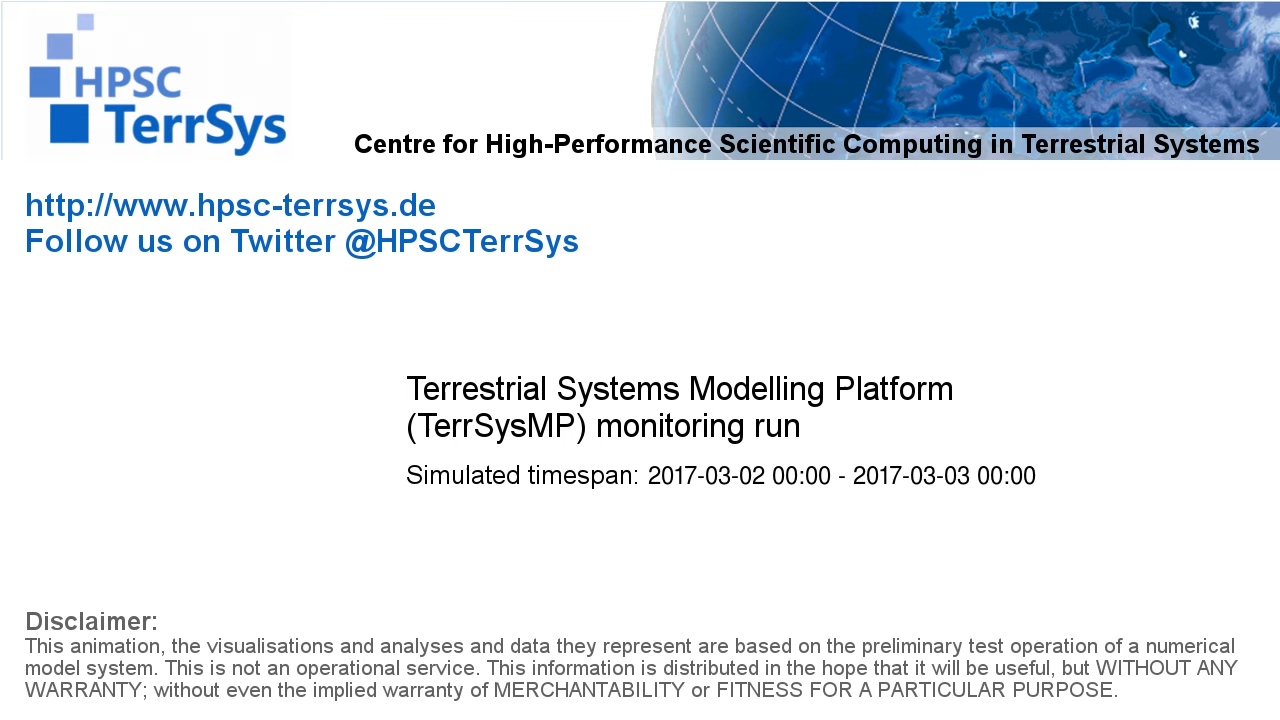 HPSC
TerrSys
Centre for High-Performance Scientific Computing in Terrestrial Systems
http://www.hpsc-terrsys.de
Follow us on Twitter @HPSCTerrSys
Terrestrial Systems Modelling Platform
(TerrSysMP) monitoring run
Simulated timespan: 2017-03-02 00:00 - 2017-03-03 00:00
Disclaimer:
This animation, the visualisations and analyses and data they represent are based on the preliminary test operation of a numerical
model system. This is not an operational service. This information is distributed in the hope that it will be useful, but WITHOUT ANY
WARRANTY; without even the implied warranty of MERCHANTABILITY or FITNESS FOR A PARTICULAR PURPOSE.